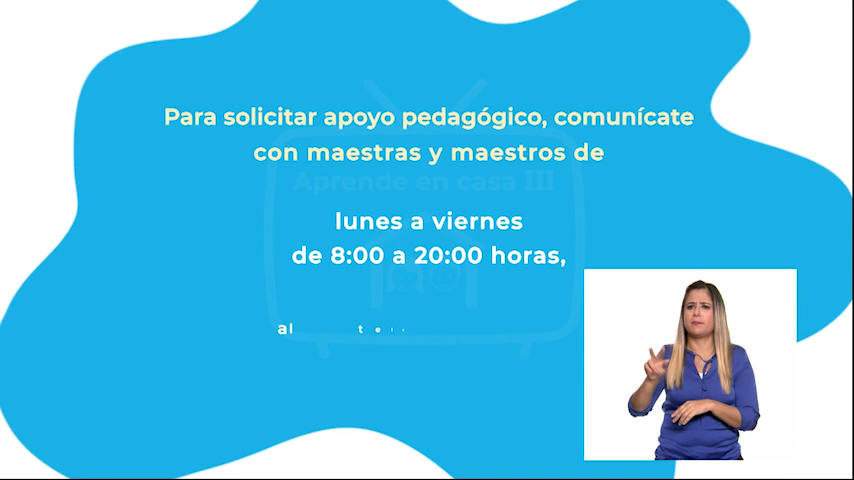 Para solicitar apoyo pedagógico, comunícate
con maestras y maestros de
Aprende en casa III
lunes a viernes
de 8:00 a 20:00 horas,
al